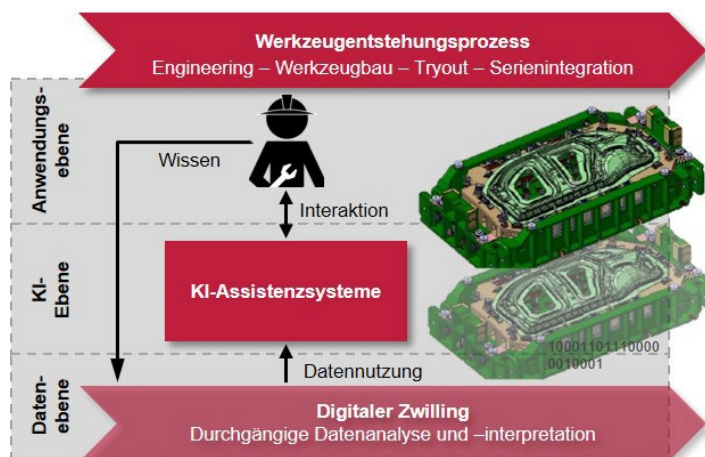 Werkzeugentstehungsprozess
Engineering – Werkzeugbau – Tryout – Serienintegration
Anwendungs-
ebene
Wissen
Interaktion
KI-
Ebene
KI-Assistenzsysteme
10001101110000
0010001
Datennutzung
Daten-
ebene
Digitaler Zwilling
Durchgängige Datenanalyse und –interpretation